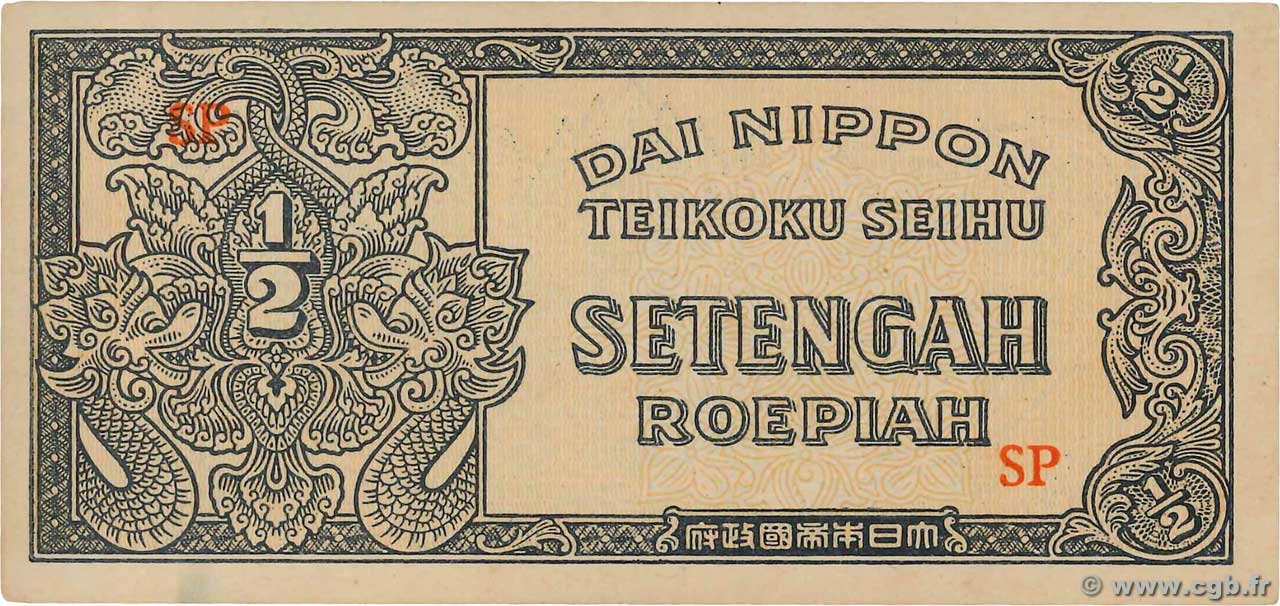 SP
1/2
DAI NIPPON
TEIKOKU SEIHU
SETENGAH
ROEPIAH
SP
府政國帝本日大
1/2
1/2
© www.cgb.fr